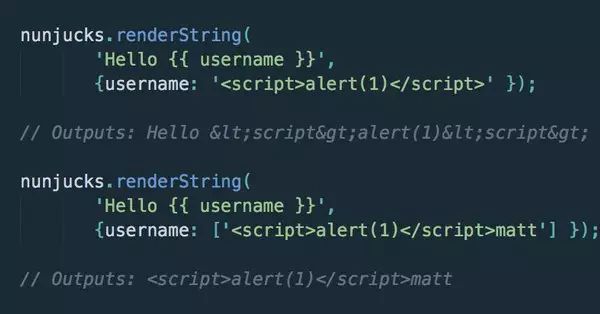 nunjucks.renderString(
'Hello {{ username }}',
{username: '<script>alert(1)</script>' });
// Outputs: Hello &lt;script&gt;alert(1)&lt;script&gt;
nunjucks.renderString(
'Hello {{ username }}',
{username: ['<script>alert(1)</script>matt'] });
// Outputs: <script>alert(1)</script>matt